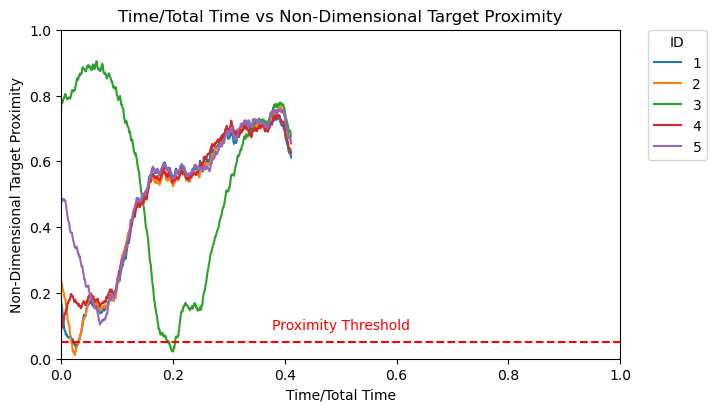 Time/Total Time vs Non-Dimensional Target Proximity
Non-Dimensional Target Proximity
1.0
0.8
0.6
0.4
0.2
0.0
Proximity Threshold
0.0 0.2 0.4 0.6 0.8 1.0
Time/Total Time
ID
1
2
3
4
5